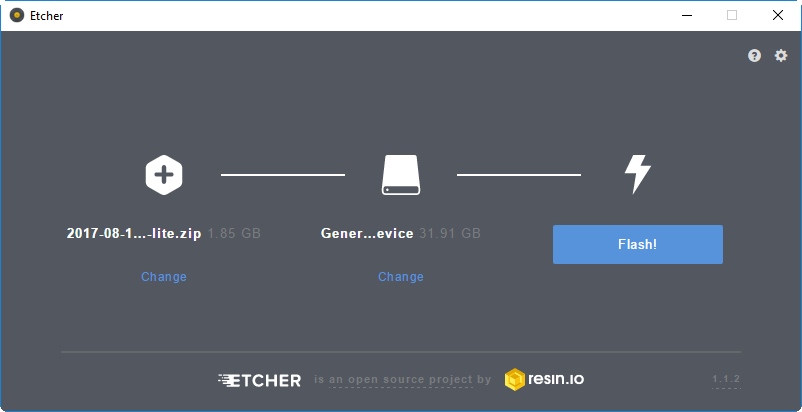 Etcher
2017-08-1...-lite.zip 1.85 GB
Gener...evice 31.91 GB
Flash!
Change
Change
ETCHER is an open source project by resin.io 1.1.2